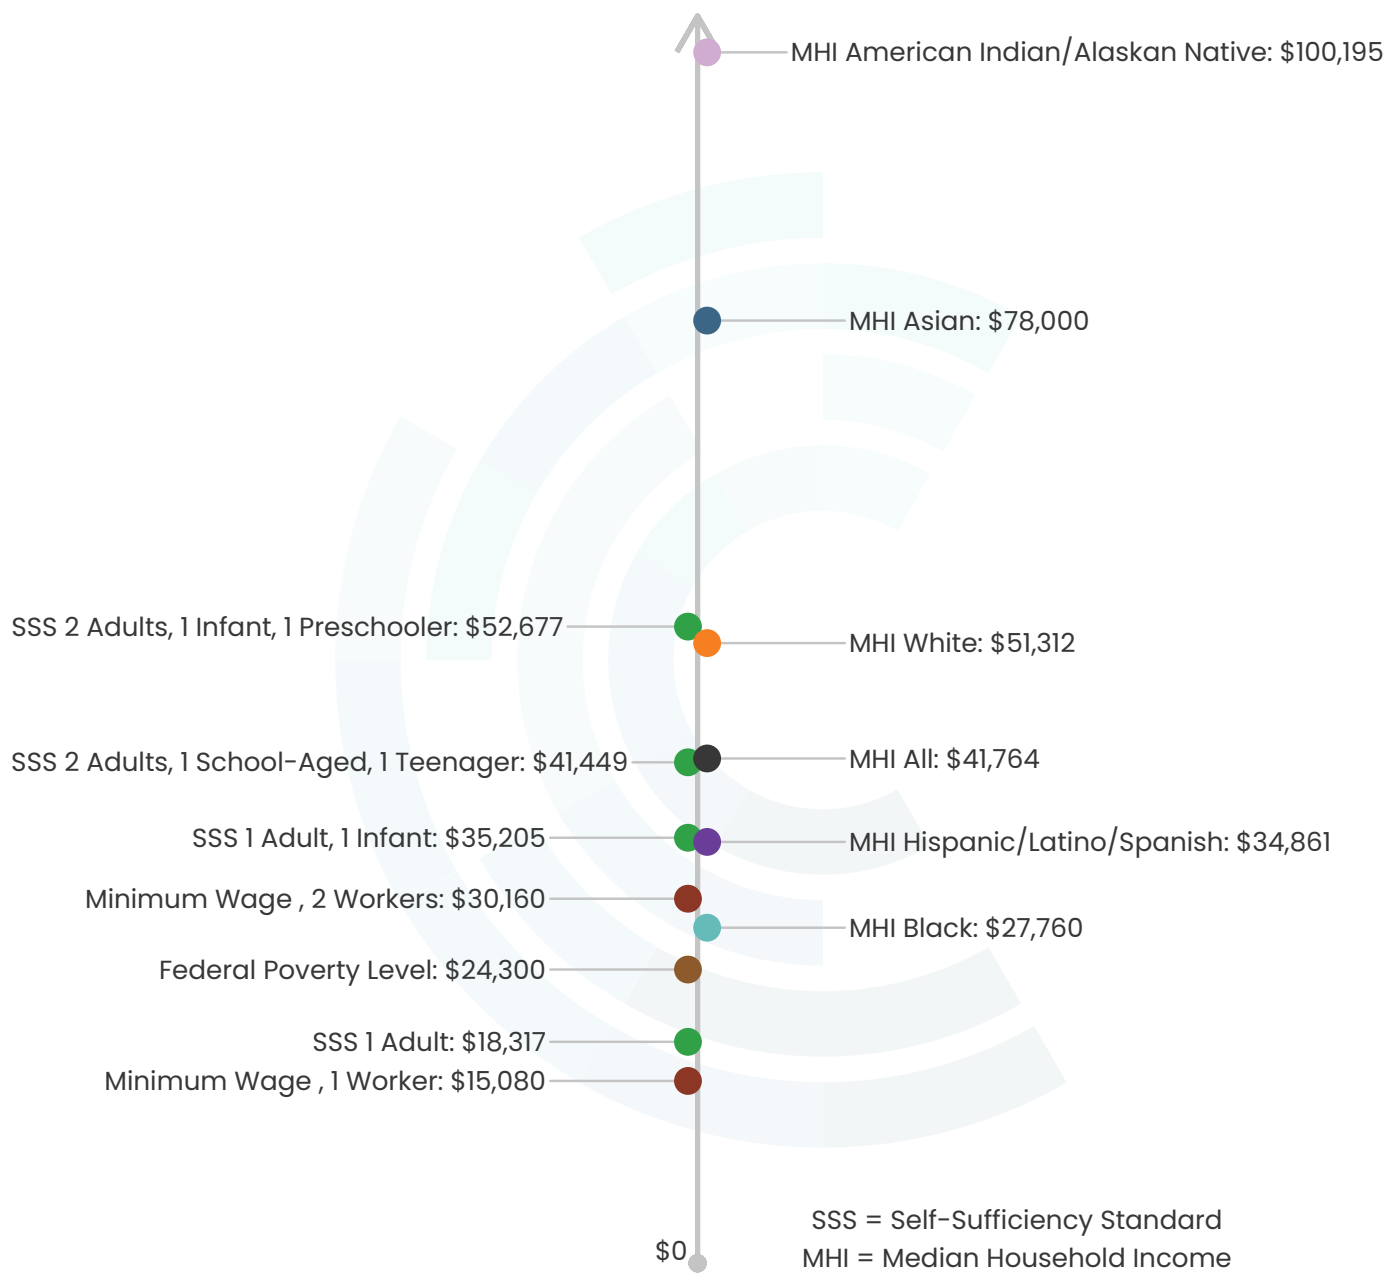 MHI American Indian/Alaskan Native: $100,195
MHI Asian: $78,000
SSS 2 Adults, 1 Infant, 1 Preschooler: $52,677
MHI White: $51,312
SSS 2 Adults, 1 School-Aged, 1 Teenager: $41,449
MHI All: $41,764
SSS 1 Adult, 1 Infant: $35,205
MHI Hispanic/Latino/Spanish: $34,861
Minimum Wage , 2 Workers: $30,160
MHI Black: $27,760
Federal Poverty Level: $24,300
SSS 1 Adult: $18,317
Minimum Wage , 1 Worker: $15,080
SSS = Self-Sufficiency Standard
$0
MHI = Median Household Income